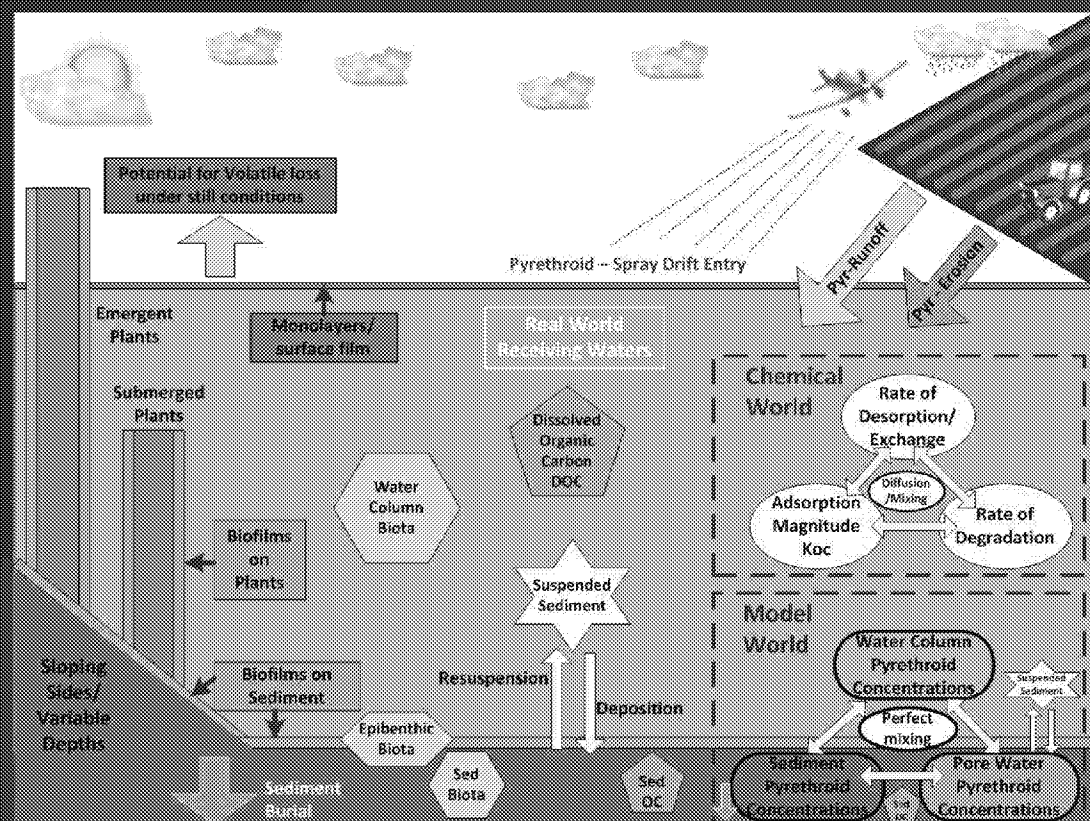 Potential for Volatile loss
under still conditions
Pyrethroid – Spray Drift Entry
Pyr-Runoff
Pyr - Erosion
Emergent
Plants
Monolayers/
surface film
Real World
Receiving Waters
Submerged
Plants
Dissolved
Organic
Carbon
DOC
Water
Column
Biota
Chemical
World
Rate of
Desorption/
Exchange
Diffusion
/Mixing
Adsorption
Magnitude
Koc
Rate of
Degradation
Biofilms
on
Plants
Suspended
Sediment
Model
World
Water Column
Pyrethroid
Concentrations
Suspended
Sediment
Perfect
mixing
Sediment
Pyrethroid
Concentrations
Pore Water
Pyrethroid
Concentrations
Sed
OC
Sloping
Sides/
Variable
Depths
Biofilms on
Sediment
Resuspension
Deposition
Epibenthic
Biota
Sed
Biota
Sed
OC
Sediment
Burial